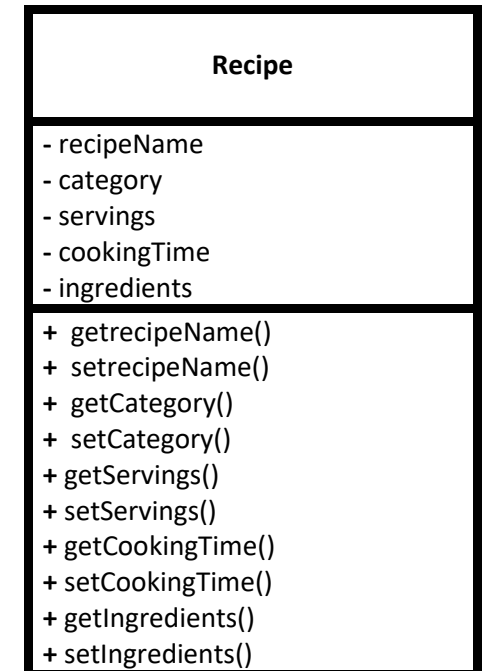 Recipe
- recipeName
- category
- servings
- cookingTime
- ingredients
+ getrecipeName()
+ setrecipeName()
+ getCategory()
+ setCategory()
+ getServings()
+ setServings()
+ getCookingTime()
+ setCookingTime()
+ getIngredients()
+ setIngredients()